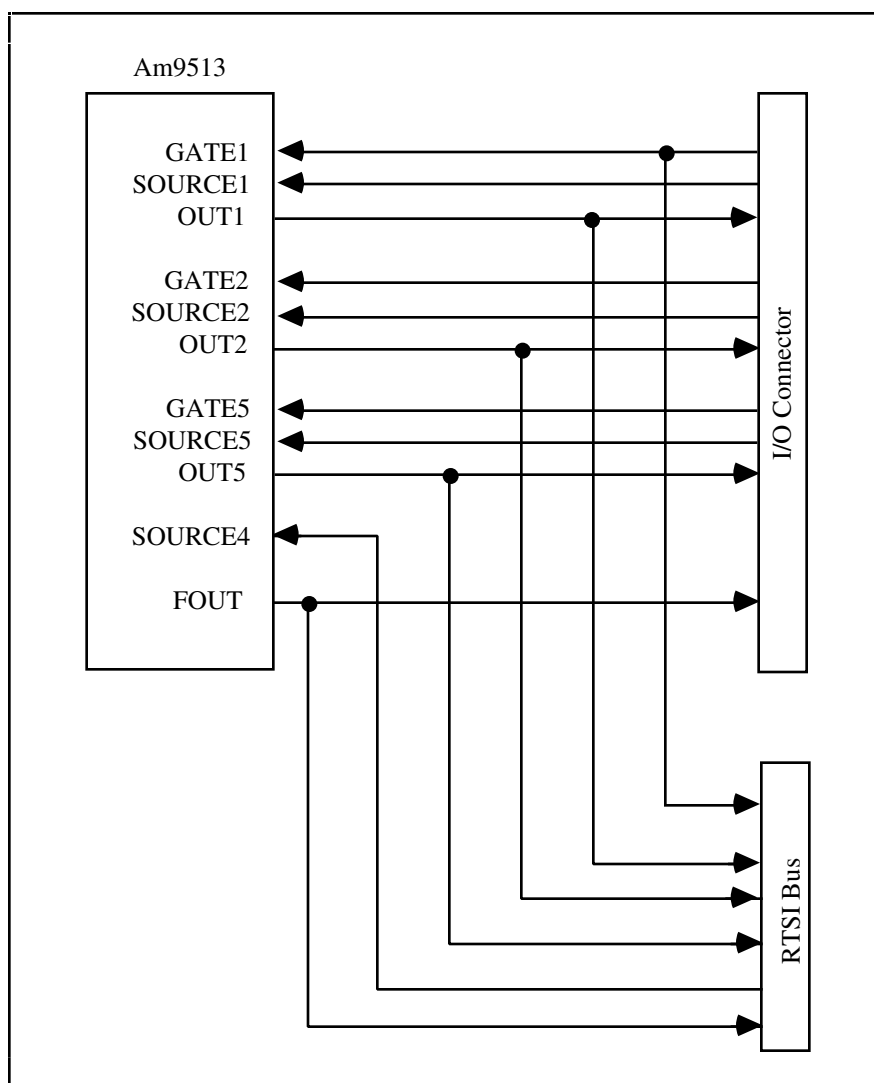 Am9513
GATE1
SOURCE1
OUT1
GATE2
SOURCE2
OUT2
GATE5
SOURCE5
OUT5
SOURCE4
FOUT
I/O Connector
RTSI Bus